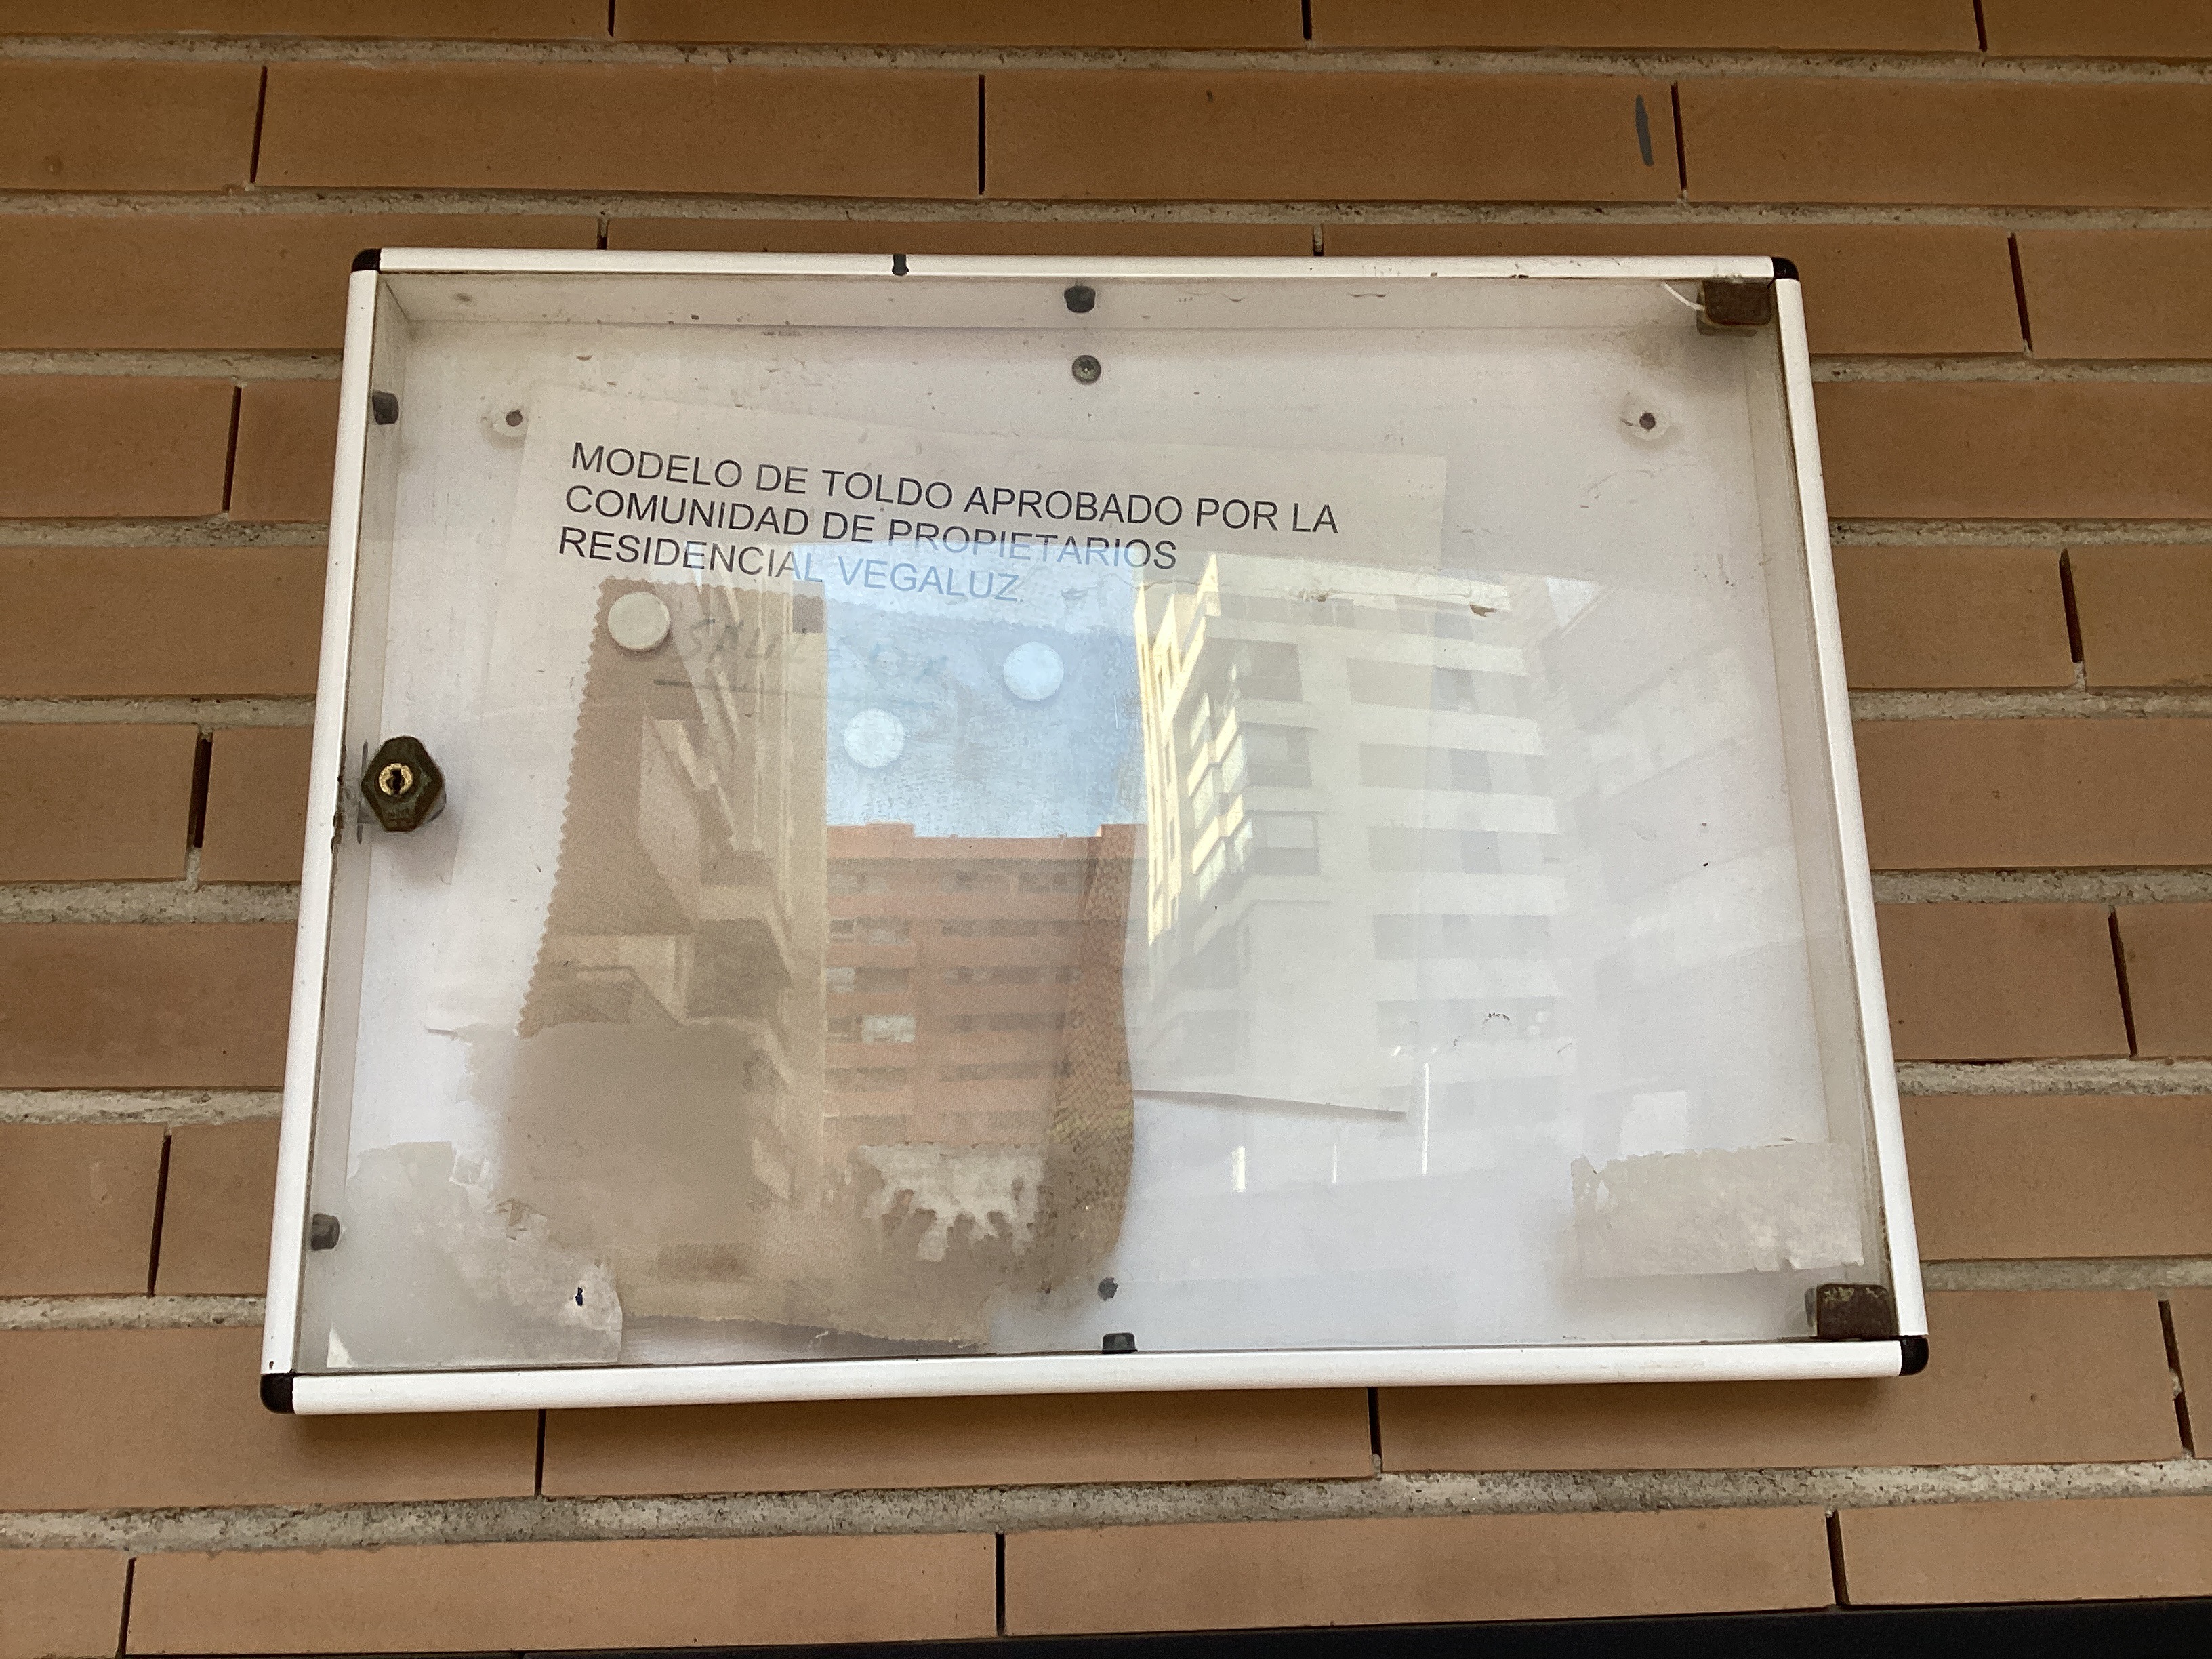 MODELO DE TOLDO APROBADO POR LA
COMUNIDAD DE PROPIETARIOS
RESIDENCIAL VEGALUZ.